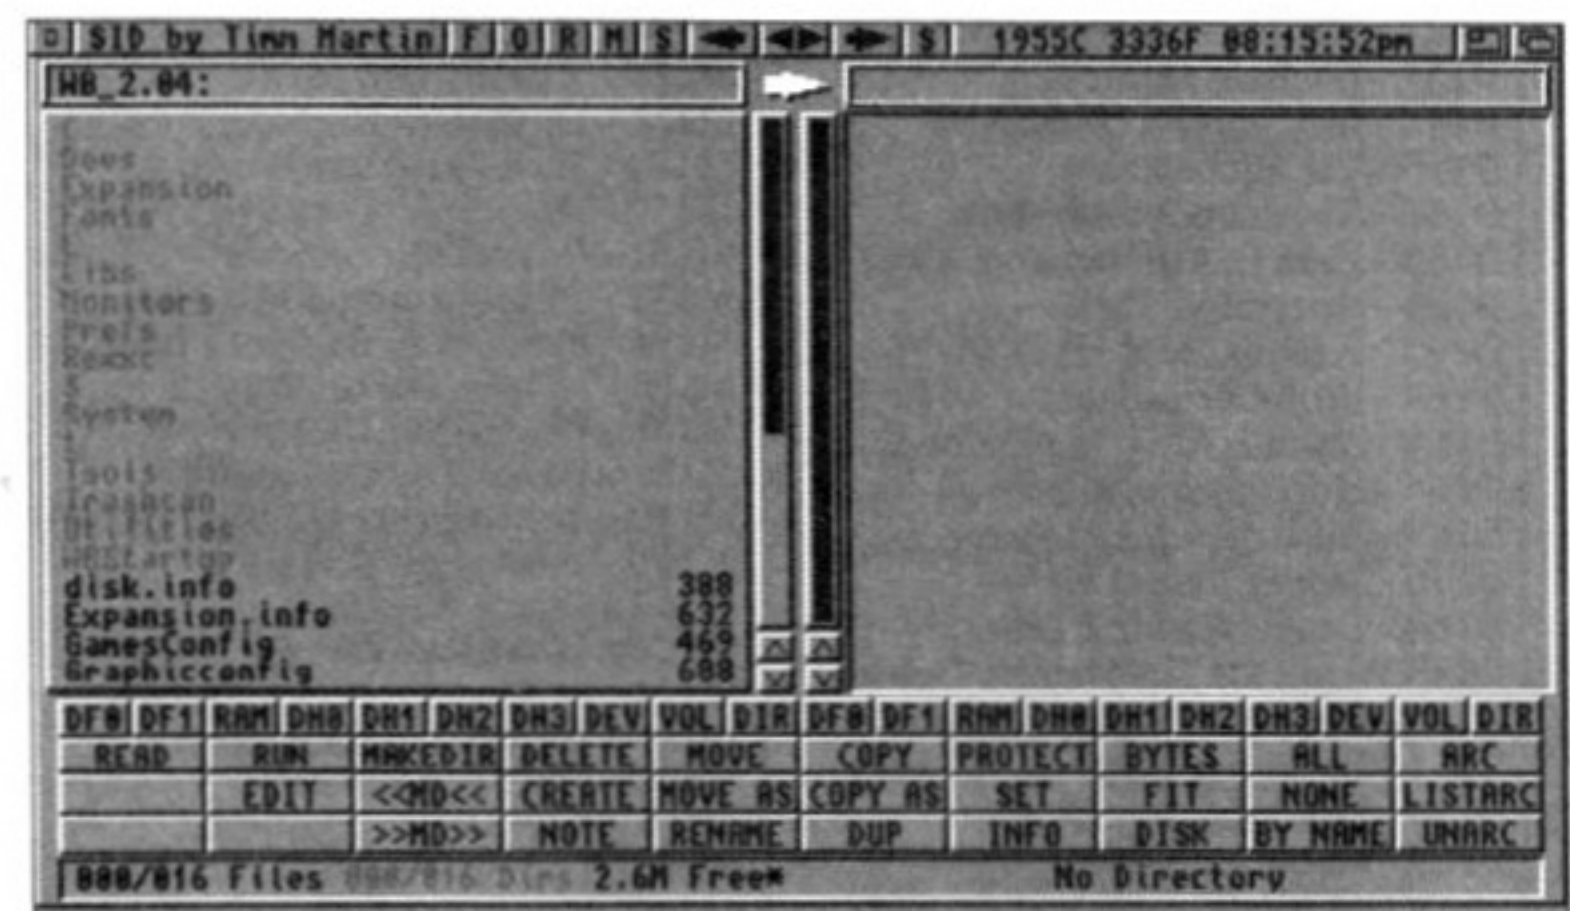 SID by Timm Martin F O R M S S 1955C 3336F 08:15:52pm
WB_2.04:
C
Devs
Expansion
Fonts
L
Libs
Monitors
Prefs
Rexxc
S
System
T
Tools
Trashcan
Utilities
WBStartup
disk.info 388
Expansion.info 632
GamesConfig 469
Graphicconfig 688
DF0 DF1 RAM DH0 DH1 DH2 DH3 DEV VOL DIR DF0 DF1 RAM DH0 DH1 DH2 DH3 DEV VOL DIR
READ RUN MAKEDIR DELETE MOVE COPY PROTECT BYTES ALL ARC
EDIT <<MD<< CREATE MOVE AS COPY AS SET FIT NONE LISTARC
>>MD>> NOTE RENAME DUP INFO DISK BY NAME UNARC
000/016 Files 000/016 Dirs 2.6M Free* No Directory